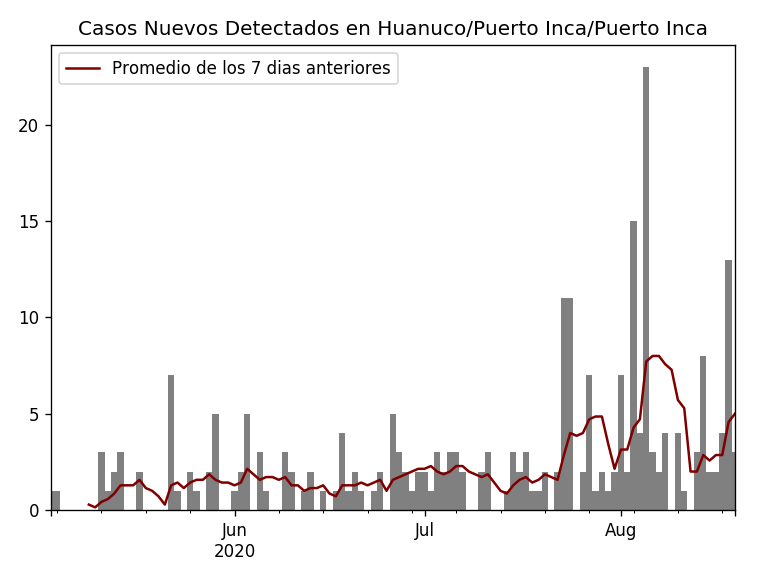 Casos Nuevos Detectados en Huanuco/Puerto Inca/Puerto Inca
Promedio de los 7 dias anteriores
20
15
10
5
0
Jun
2020
Jul
Aug